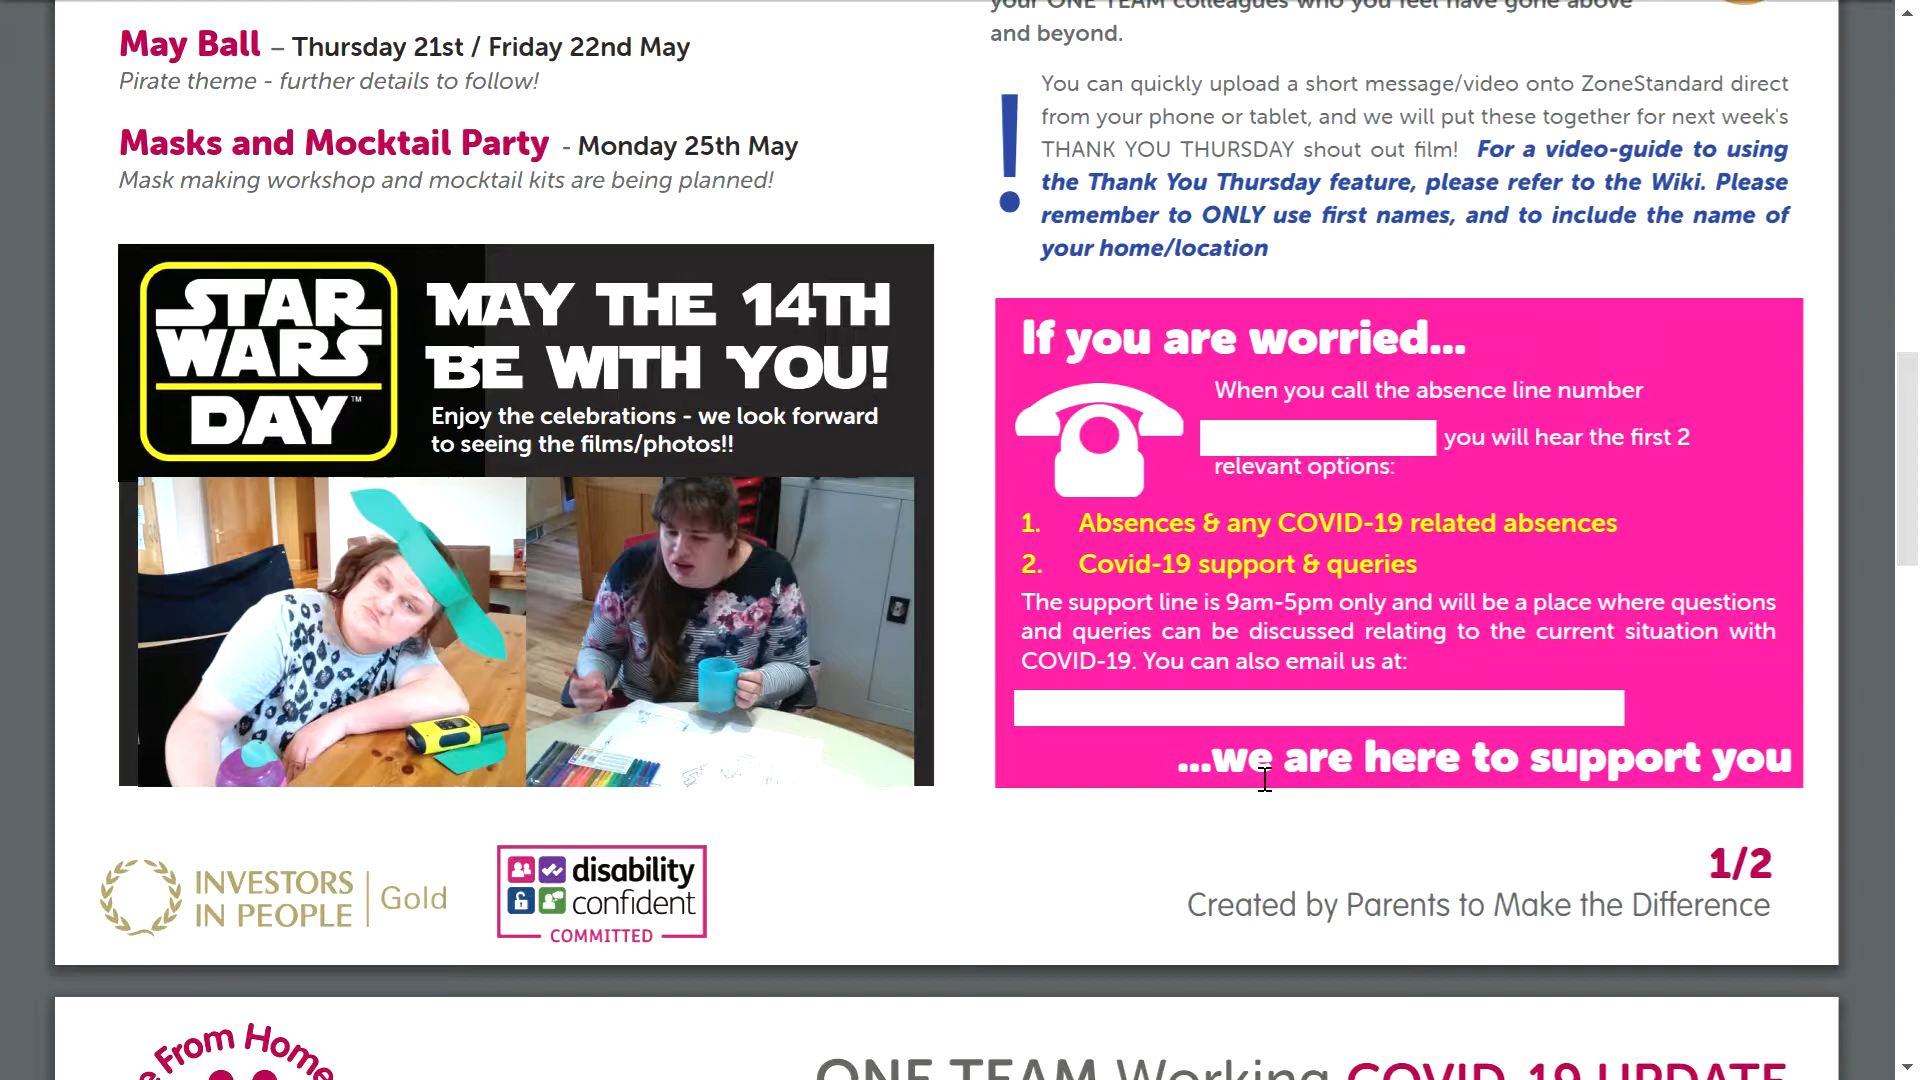 your ONE TEAM colleagues who you feel have gone above
and beyond.
May Ball – Thursday 21st / Friday 22nd May
Pirate theme - further details to follow!
Masks and Mocktail Party - Monday 25th May
Mask making workshop and mocktail kits are being planned!
You can quickly upload a short message/video onto ZoneStandard direct
from your phone or tablet, and we will put these together for next week's
THANK YOU THURSDAY shout out film! For a video-guide to using
the Thank You Thursday feature, please refer to the Wiki. Please
remember to ONLY use first names, and to include the name of
your home/location
!
STAR
WARS
DAY™
MAY THE 14TH
BE WITH YOU!
Enjoy the celebrations - we look forward
to seeing the films/photos!!
If you are worried...
When you call the absence line number
you will hear the first 2
relevant options:
1. Absences & any COVID-19 related absences
2. Covid-19 support & queries
The support line is 9am-5pm only and will be a place where questions
and queries can be discussed relating to the current situation with
COVID-19. You can also email us at:
...we are here to support you
INVESTORS
IN PEOPLE
Gold
disability
confident
COMMITTED
1/2
Created by Parents to Make the Difference
From Home
ONE TEAM Working COVID-19 UPDATE